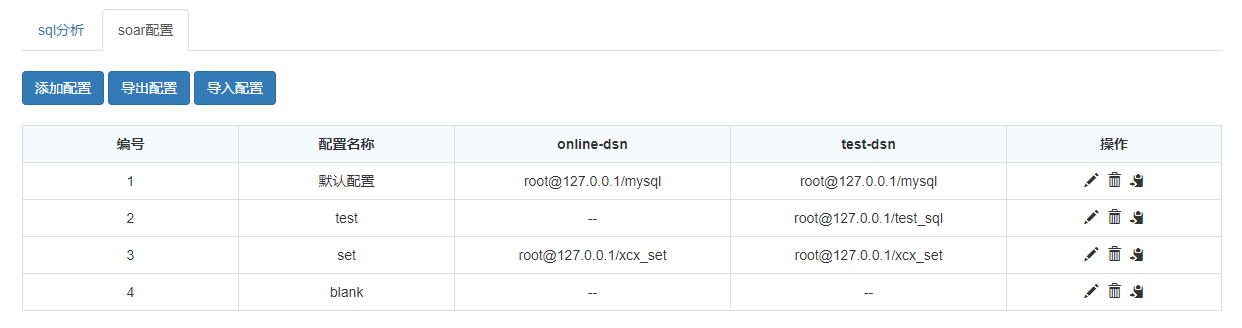 sql分析 soar配置
添加配置 导出配置 导入配置
编号 配置名称 online-dsn test-dsn 操作
1 默认配置 root@127.0.0.1/mysql root@127.0.0.1/mysql
2 test -- root@127.0.0.1/test_sql
3 set root@127.0.0.1/xcx_set root@127.0.0.1/xcx_set
4 blank -- --